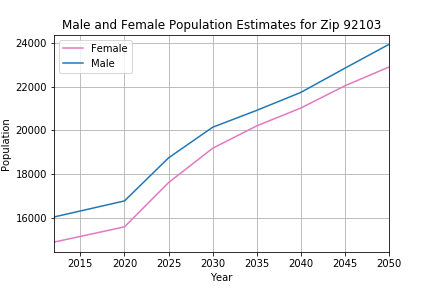 Male and Female Population Estimates for Zip 92103
Female
Male
24000
22000
20000
18000
16000
Population
2015 2020 2025 2030 2035 2040 2045 2050
Year